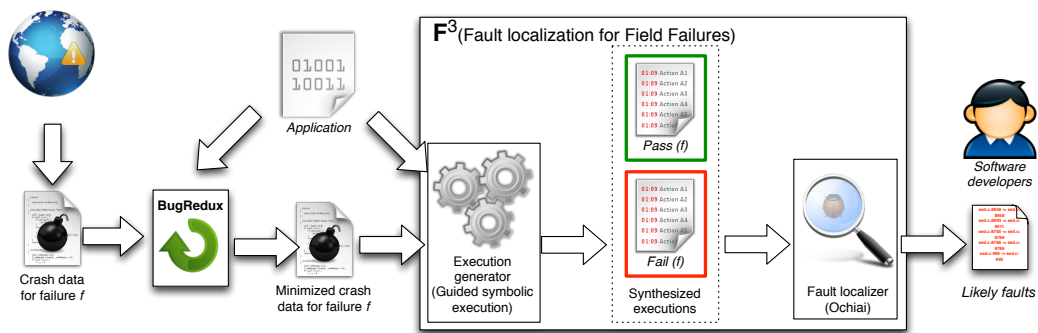 F3(Fault localization for Field Failures)
01001
10011
Application
01:09 Action A1
01:09 Action A2
01:09 Action A3
01:09 Action A4
01:09 Action A5
01:09 Action
Pass (f)
BugRedux
01:09 Action A1
01:09 Action A2
01:09 Action A3
01:09 Action A4
01:09 Action A5
01:09 Action
Fail (f)
Software
developers
Crash data
for failure f
Minimized crash
data for failure f
Execution
generator
(Guided symbolic
execution)
Synthesized
executions
Fault localizer
(Ochiai)
Likely faults